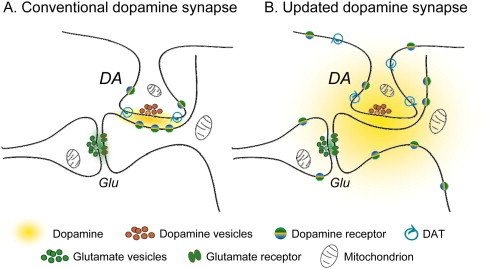 A. Conventional dopamine synapse
B. Updated dopamine synapse
DA
DA
Glu
Glu
Dopamine
Dopamine vesicles
Dopamine receptor
DAT
Glutamate vesicles
Glutamate receptor
Mitochondrion